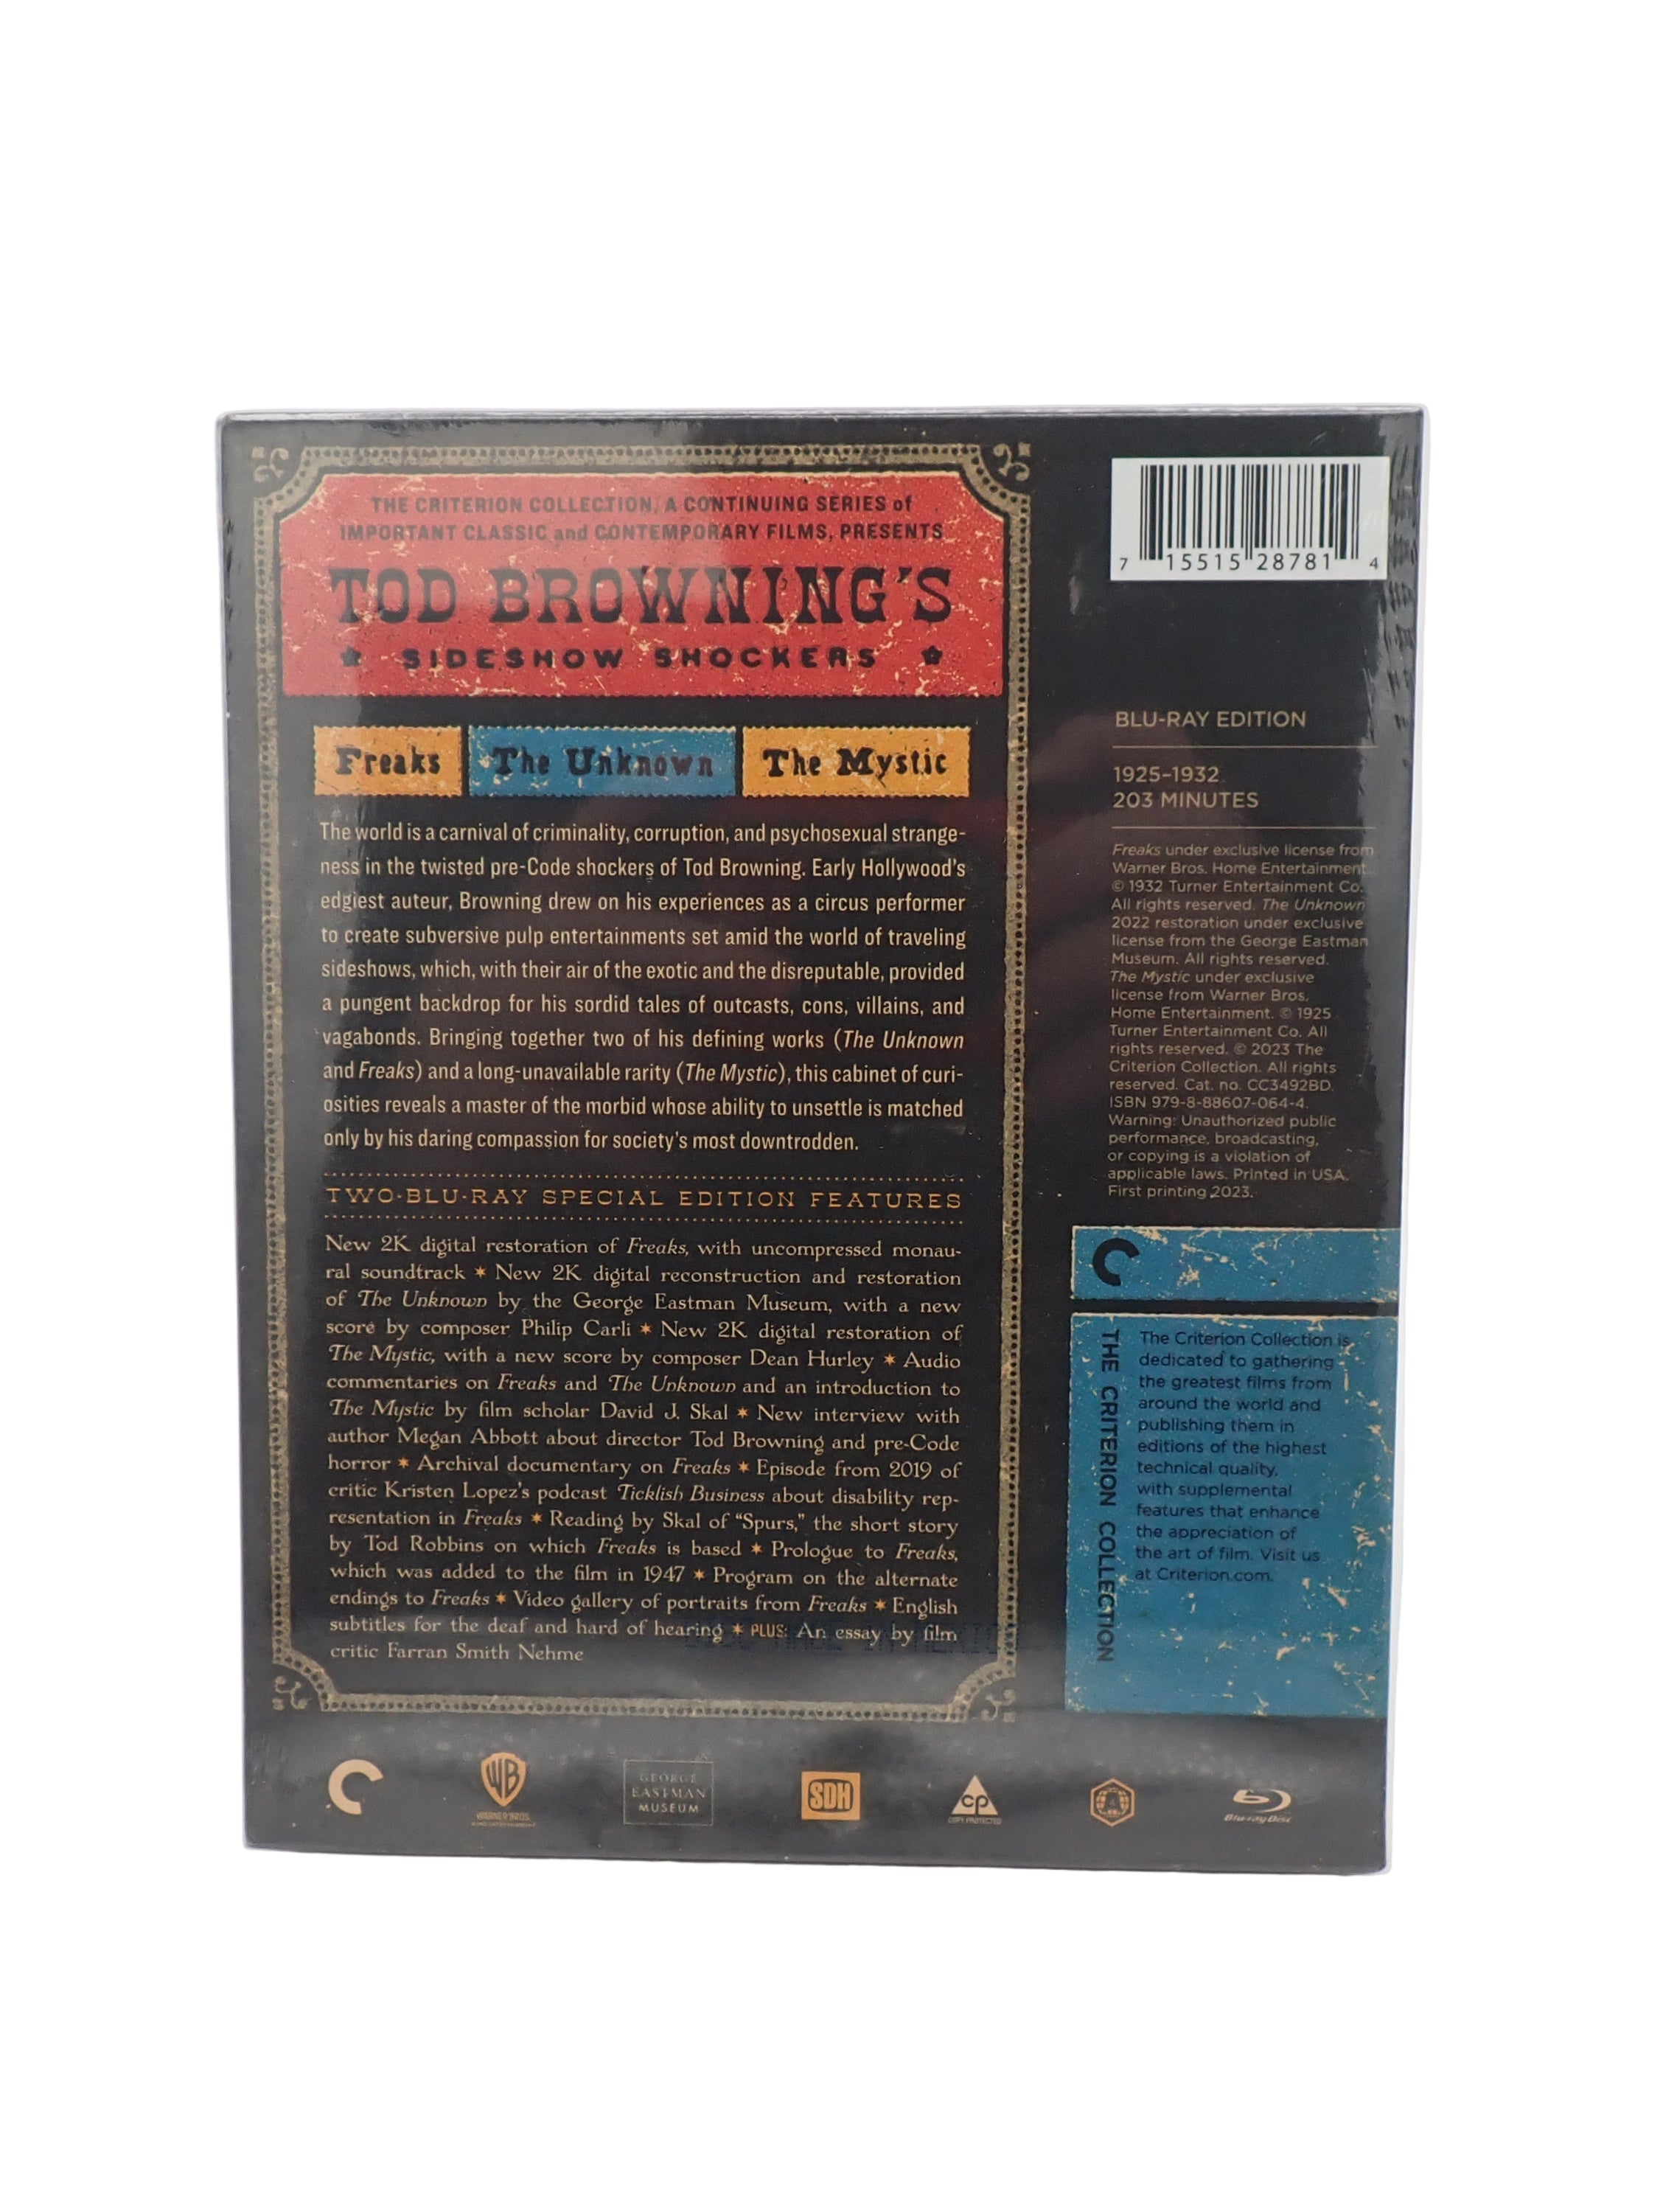 THE CRITERION COLLECTION, A CONTINUING SERIES of
IMPORTANT CLASSIC and CONTEMPORARY FILMS, PRESENTS
TOD BROWNING'S
SIDESHOW SHOCKERS
Freaks
The Unknown
The Mystic
The world is a carnival of criminality, corruption, and psychosexual strange-
ness in the twisted pre-Code shockers of Tod Browning. Early Hollywood's
edgiest auteur, Browning drew on his experiences as a circus performer
to create subversive pulp entertainments set amid the world of traveling
sideshows, which, with their air of the exotic and the disreputable, provided
a pungent backdrop for his sordid tales of outcasts, cons, villains, and
vagabonds. Bringing together two of his defining works (The Unknown
and Freaks) and a long-unavailable rarity (The Mystic), this cabinet of curi-
osities reveals a master of the morbid whose ability to unsettle is matched
only by his daring compassion for society's most downtrodden.
TWO-BLU-RAY SPECIAL EDITION FEATURES
New 2K digital restoration of Freaks, with uncompressed monau-
ral soundtrack * New 2K digital reconstruction and restoration
of The Unknown by the George Eastman Museum, with a new
score by composer Philip Carli * New 2K digital restoration of
The Mystic, with a new score by composer Dean Hurley * Audio
commentaries on Freaks and The Unknown and an introduction to
The Mystic by film scholar David J. Skal * New interview with
author Megan Abbott about director Tod Browning and pre-Code
horror * Archival documentary on Freaks * Episode from 2019 of
critic Kristen Lopez's podcast Ticklish Business about disability rep-
resentation in Freaks * Reading by Skal of "Spurs," the short story
by Tod Robbins on which Freaks is based * Prologue to Freaks,
which was added to the film in 1947 * Program on the alternate
endings to Freaks * Video gallery of portraits from Freaks * English
subtitles for the deaf and hard of hearing * PLUS: An essay by film
critic Farran Smith Nehme
7 15515 28781 4
BLU-RAY EDITION
1925–1932
203 MINUTES
Freaks under exclusive license from
Warner Bros. Home Entertainment.
© 1932 Turner Entertainment Co.
All rights reserved. The Unknown
2022 restoration under exclusive
license from the George Eastman
Museum. All rights reserved.
The Mystic under exclusive
license from Warner Bros.
Home Entertainment. © 1925
Turner Entertainment Co. All
rights reserved. © 2023 The
Criterion Collection. All rights
reserved. Cat. no. CC3492BD.
ISBN 979-8-88607-064-4.
Warning: Unauthorized public
performance, broadcasting,
or copying is a violation of
applicable laws. Printed in USA.
First printing 2023.
THE CRITERION COLLECTION
The Criterion Collection is
dedicated to gathering
the greatest films from
around the world and
publishing them in
editions of the highest
technical quality,
with supplemental
features that enhance
the appreciation of
the art of film. Visit us
at Criterion.com.
WB
WARNER BROS.
GEORGE
EASTMAN
MUSEUM
SDH
cp
COPY PROTECTED
A
Blu-ray Disc